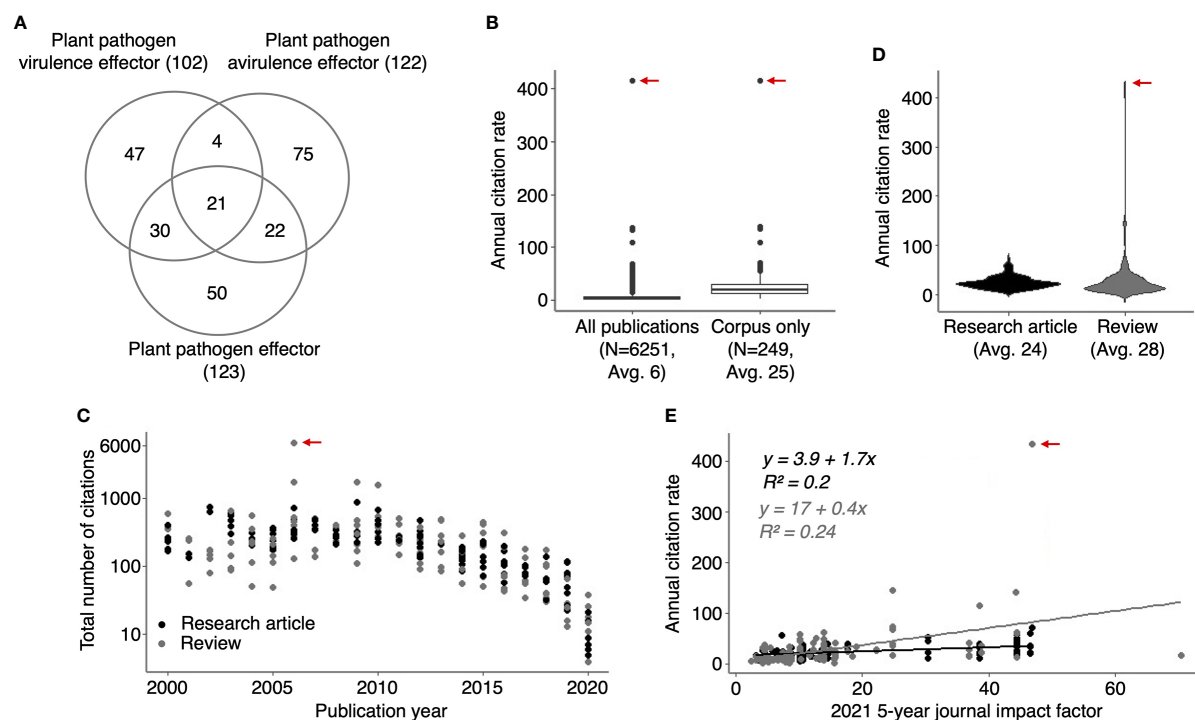 A
Plant pathogen
virulence effector (102)
Plant pathogen
avirulence effector (122)
47
4
75
21
30
22
50
Plant pathogen effector
(123)
B
Annual citation rate
400
300
200
100
0
All publications
(N=6251,
Avg. 6)
Corpus only
(N=249,
Avg. 25)
D
Annual citation rate
400
300
200
100
0
Research article
(Avg. 24)
Review
(Avg. 28)
C
Total number of citations
6000
1000
100
10
Research article
Review
2000
2005
2010
2015
2020
Publication year
E
Annual citation rate
400
300
200
100
0
y = 3.9 + 1.7x
R² = 0.2
y = 17 + 0.4x
R² = 0.24
0
20
40
60
2021 5-year journal impact factor